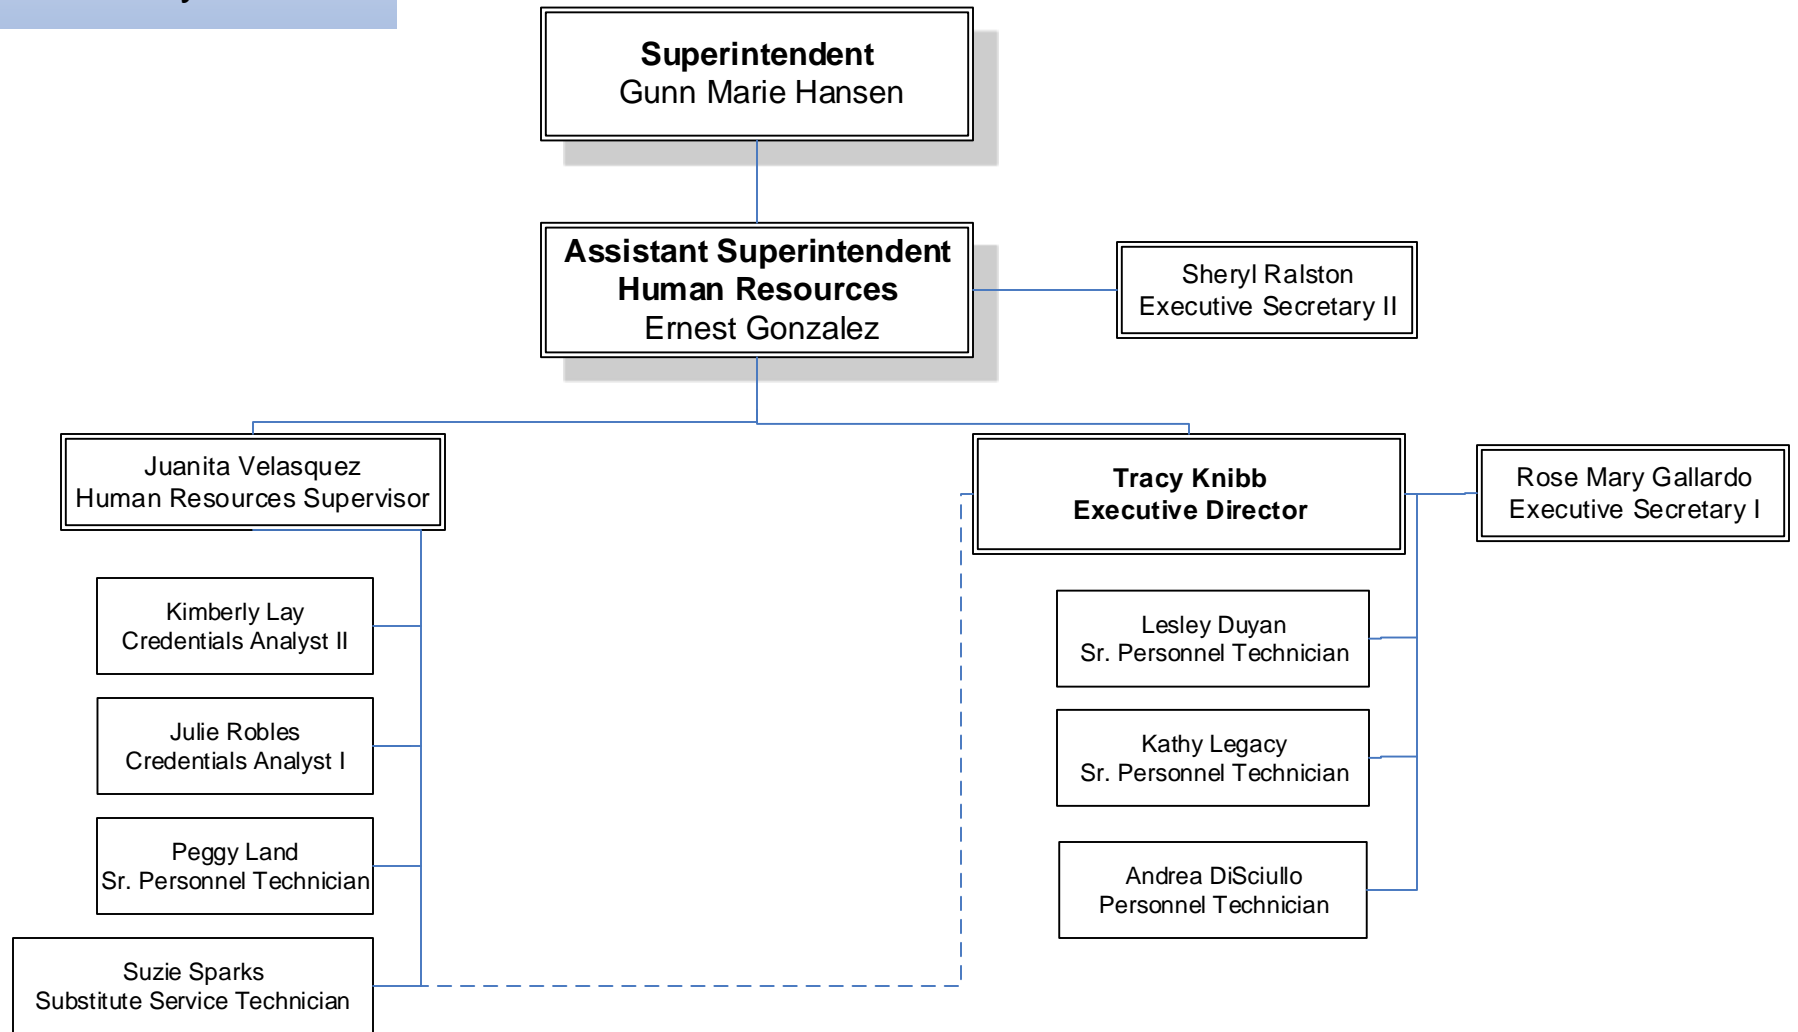 Superintendent
Gunn Marie Hansen
Assistant Superintendent
Human Resources
Ernest Gonzalez
Sheryl Ralston
Executive Secretary II
Juanita Velasquez
Human Resources Supervisor
Tracy Knibb
Executive Director
Rose Mary Gallardo
Executive Secretary I
Kimberly Lay
Credentials Analyst II
Julie Robles
Credentials Analyst I
Peggy Land
Sr. Personnel Technician
Suzie Sparks
Substitute Service Technician
Lesley Duyan
Sr. Personnel Technician
Kathy Legacy
Sr. Personnel Technician
Andrea DiSciullo
Personnel Technician